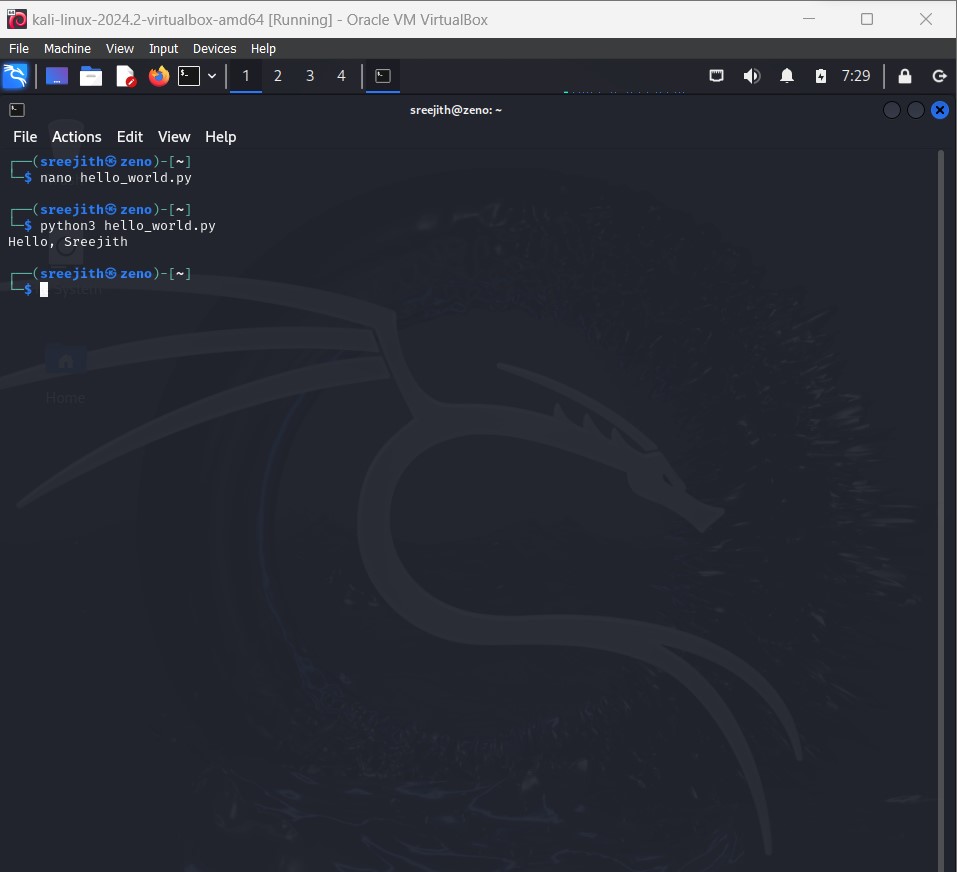 kali-linux-2024.2-virtualbox-amd64 [Running] - Oracle VM VirtualBox
File Machine View Input Devices Help
1 2 3 4 7:29
sreejith@zeno: ~
File Actions Edit View Help
┌──(sreejith㉿zeno)-[~]
└─$ nano hello_world.py
┌──(sreejith㉿zeno)-[~]
└─$ python3 hello_world.py
Hello, Sreejith
┌──(sreejith㉿zeno)-[~]
└─$
System
Home